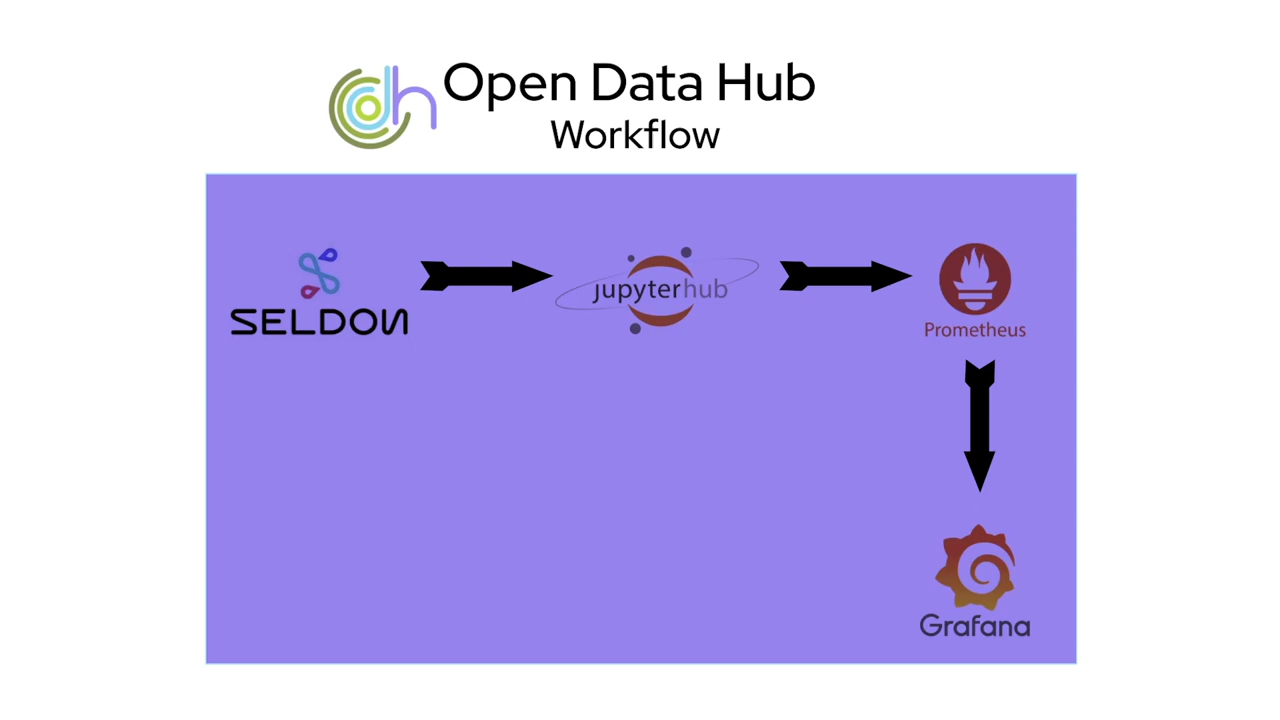 Open Data Hub
Workflow
SELDON
jupyterhub
Prometheus
Grafana